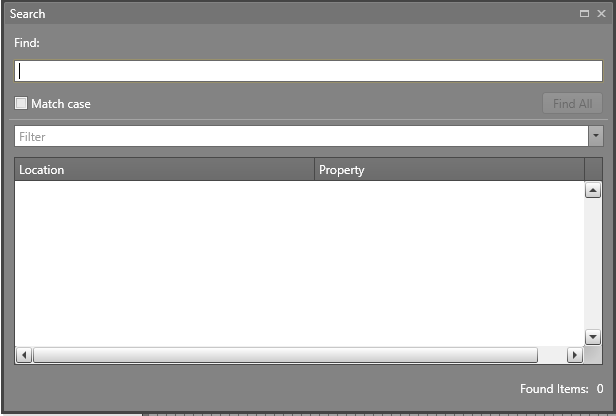 Search
Find:
Match case
Find All
Filter
Location Property
Found Items: 0